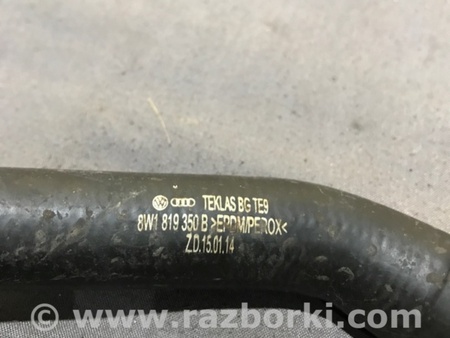 TEKLAS BG TE9
8W1 819 350 B >EPDM/PEROX<
Z.D.15.01.14
www.razborki.com